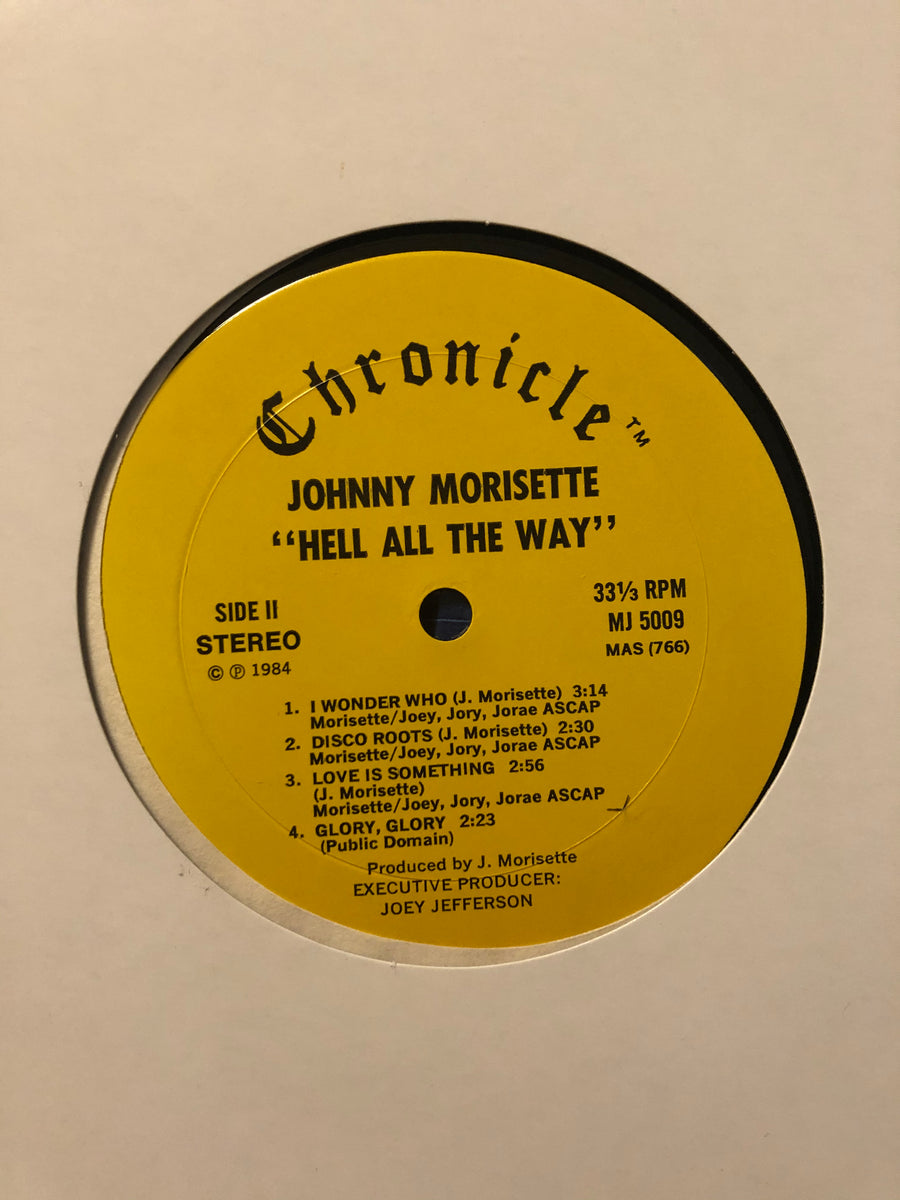 Chronicle™
JOHNNY MORISETTE
“HELL ALL THE WAY”
SIDE II
STEREO
© ℗ 1984
33⅓ RPM
MJ 5009
MAS (766)
1. I WONDER WHO (J. Morisette) 3:14
Morisette/Joey, Jory, Jorae ASCAP
2. DISCO ROOTS (J. Morisette) 2:30
Morisette/Joey, Jory, Jorae ASCAP
3. LOVE IS SOMETHING 2:56
(J. Morisette)
Morisette/Joey, Jory, Jorae ASCAP
4. GLORY, GLORY 2:23
(Public Domain)
Produced by J. Morisette
EXECUTIVE PRODUCER:
JOEY JEFFERSON